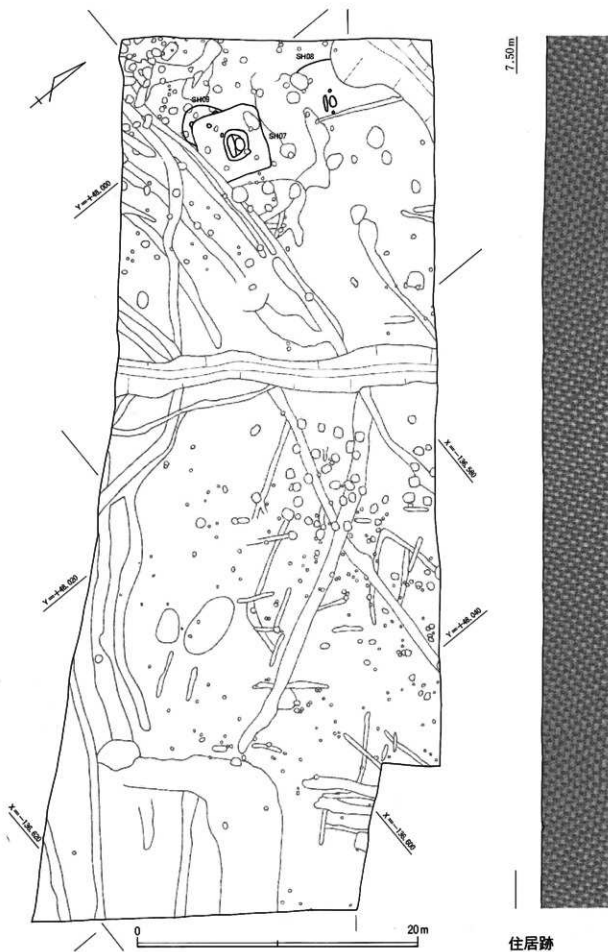 7.50m
SH08
SH09
SH07
Y=+48,000
X=-136,580
Y=+48,020
Y=+48,040
X=-136,620
X=-136,600
0
20m
住居跡